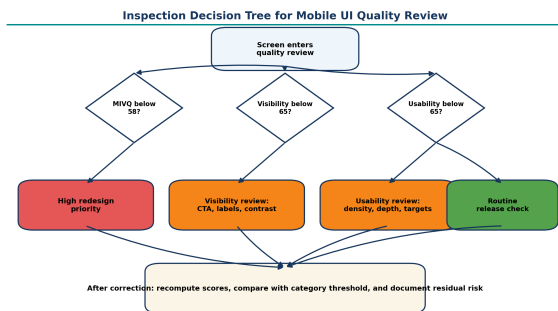 Inspection Decision Tree for Mobile UI Quality Review
Screen enters
quality review
MIVQ below
58?
Visibility below
65?
Usability below
65?
High redesign
priority
Visibility review:
CTA, labels, contrast
Usability review:
density, depth, targets
Routine
release check
After correction: recompute scores, compare with category threshold, and document residual risk